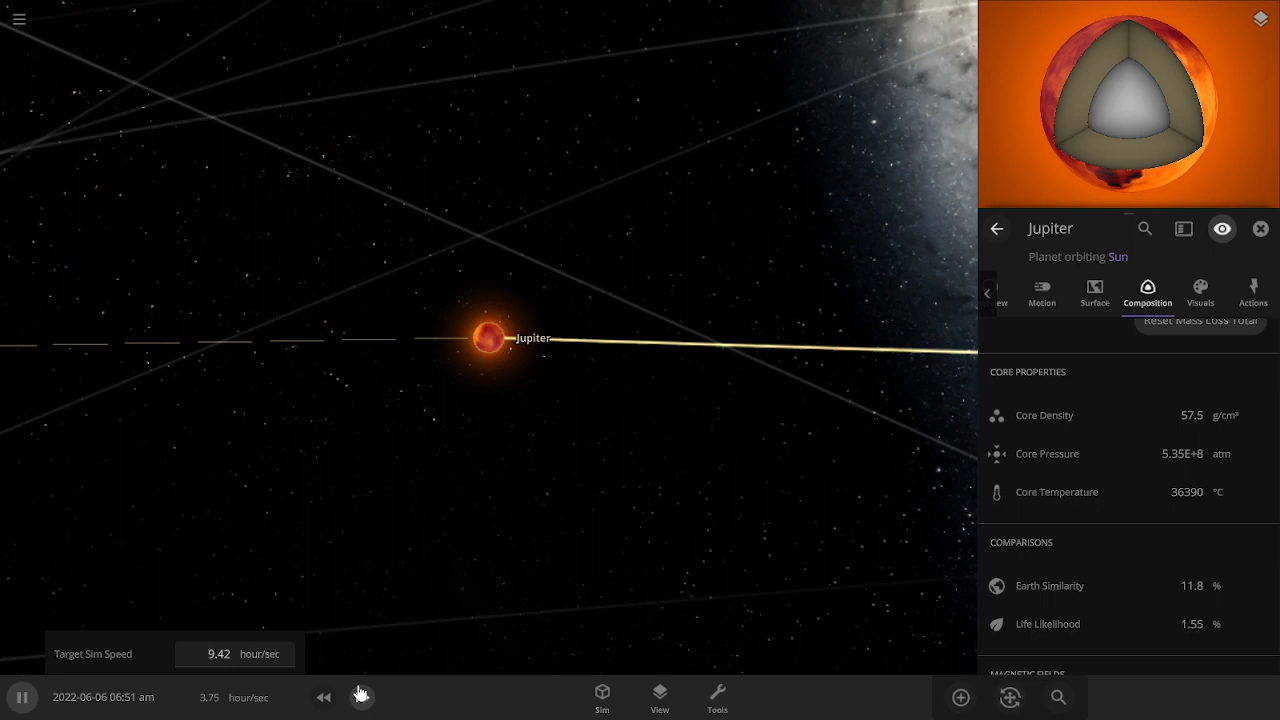 Jupiter
Jupiter
Planet orbiting Sun
Motion
Surface
Composition
Visuals
Actions
Reset Mass Loss Total
CORE PROPERTIES
Core Density 57.5 g/cm³
Core Pressure 5.35E+8 atm
Core Temperature 36390 °C
COMPARISONS
Earth Similarity 11.8 %
Life Likelihood 1.55 %
MAGNETIC FIELDS
Target Sim Speed 9.42 hour/sec
2022-06-06 06:51 am 3.75 hour/sec
Sim View Tools